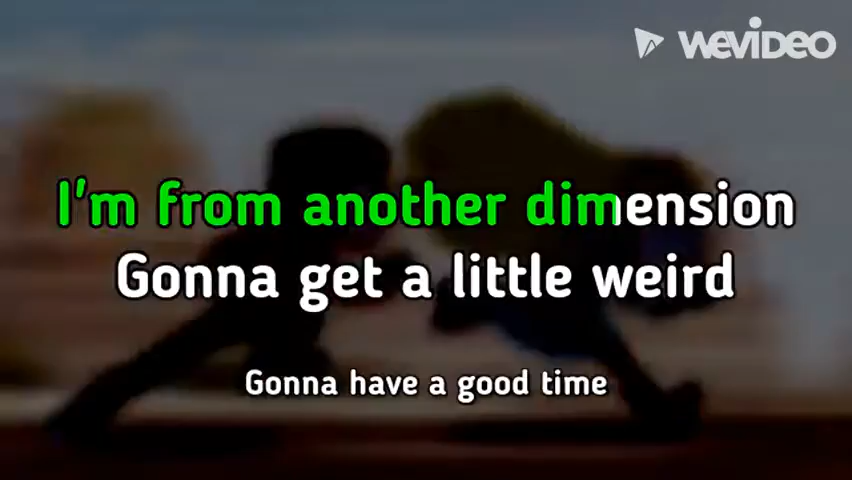 WEVIDEO
I'm from another dimension
Gonna get a little weird
Gonna have a good time